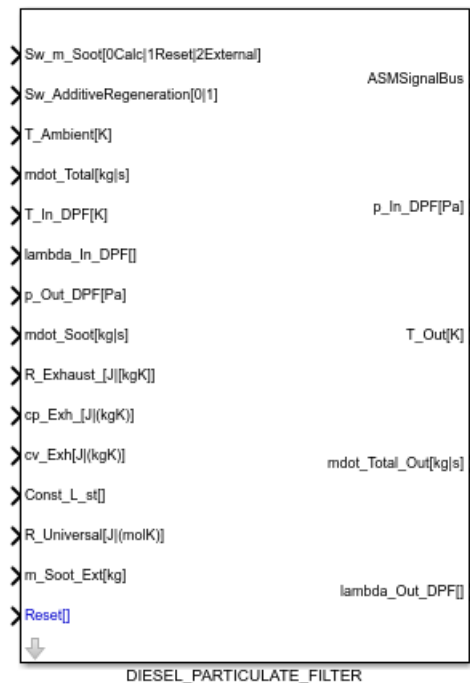 Sw_m_Soot[0Calc|1Reset|2External]
Sw_AdditiveRegeneration[0|1]
T_Ambient[K]
mdot_Total[kg|s]
T_In_DPF[K]
lambda_In_DPF[]
p_Out_DPF[Pa]
mdot_Soot[kg|s]
R_Exhaust_[J|[kgK]]
cp_Exh_[J|(kgK)]
cv_Exh[J|(kgK)]
Const_L_st[]
R_Universal[J|(molK)]
m_Soot_Ext[kg]
Reset[]
ASMSignalBus
p_In_DPF[Pa]
T_Out[K]
mdot_Total_Out[kg|s]
lambda_Out_DPF[]
DIESEL_PARTICULATE_FILTER